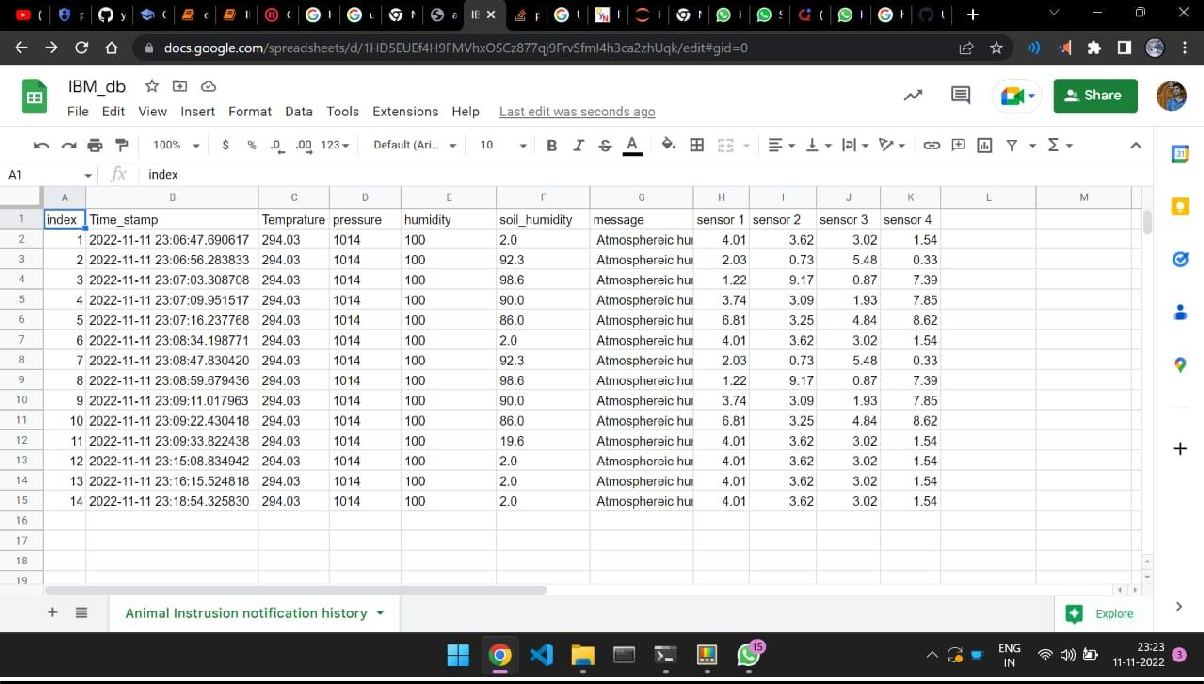 docs.google.com/spreadsheets/d/1HD5EUEf4H9FMVhxOSCz877qj9FrvSfml4h3ca2zhUqk/edit#gid=0
IBM_db
File Edit View Insert Format Data Tools Extensions Help Last edit was seconds ago
Share
100% $ % .0 .00 123 Default (Ari... 10 B I S A
A1 fx index
A B C D E F G H I J K L M
1 index Time_stamp Temprature pressure humidity soil_humidity message sensor 1 sensor 2 sensor 3 sensor 4
2 1 2022-11-11 23:06:47.690617 294.03 1014 100 2.0 Atmosphereic hur 4.01 3.62 3.02 1.54
3 2 2022-11-11 23:06:56.283833 294.03 1014 100 92.3 Atmosphereic hur 2.03 0.73 5.48 0.33
4 3 2022-11-11 23:07:03.308708 294.03 1014 100 98.6 Atmosphereic hur 1.22 9.17 0.87 7.39
5 4 2022-11-11 23:07:09.951517 294.03 1014 100 90.0 Atmosphereic hur 3.74 3.09 1.93 7.85
6 5 2022-11-11 23:07:16.237768 294.03 1014 100 86.0 Atmosphereic hur 6.81 3.25 4.84 8.62
7 6 2022-11-11 23:08:34.198771 294.03 1014 100 2.0 Atmosphereic hur 4.01 3.62 3.02 1.54
8 7 2022-11-11 23:08:47.830420 294.03 1014 100 92.3 Atmosphereic hur 2.03 0.73 5.48 0.33
9 8 2022-11-11 23:08:59.679436 294.03 1014 100 98.6 Atmosphereic hur 1.22 9.17 0.87 7.39
10 9 2022-11-11 23:09:11.017963 294.03 1014 100 90.0 Atmosphereic hur 3.74 3.09 1.93 7.85
11 10 2022-11-11 23:09:22.430418 294.03 1014 100 86.0 Atmosphereic hur 6.81 3.25 4.84 8.62
12 11 2022-11-11 23:09:33.822438 294.03 1014 100 19.6 Atmosphereic hur 4.01 3.62 3.02 1.54
13 12 2022-11-11 23:15:08.834942 294.03 1014 100 2.0 Atmosphereic hur 4.01 3.62 3.02 1.54
14 13 2022-11-11 23:16:15.524818 294.03 1014 100 2.0 Atmosphereic hur 4.01 3.62 3.02 1.54
15 14 2022-11-11 23:18:54.325830 294.03 1014 100 2.0 Atmosphereic hur 4.01 3.62 3.02 1.54
16
17
18
19
Animal Instrusion notification history Explore
15
ENG 23:23
IN 11-11-2022 3